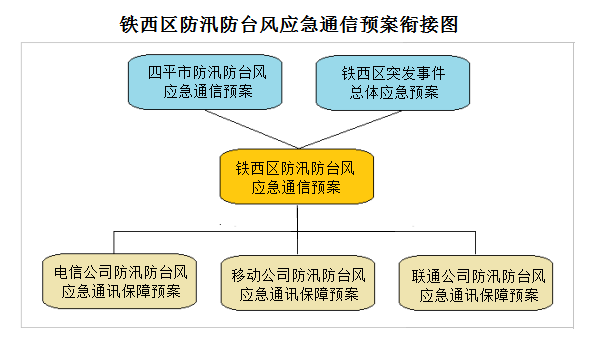 铁西区防汛防台风应急通信预案衔接图
四平市防汛防台风
应急通信预案
铁西区突发事件
总体应急预案
铁西区防汛防台风
应急通信预案
电信公司防汛防台风
应急通讯保障预案
移动公司防汛防台风
应急通讯保障预案
联通公司防汛防台风
应急通讯保障预案